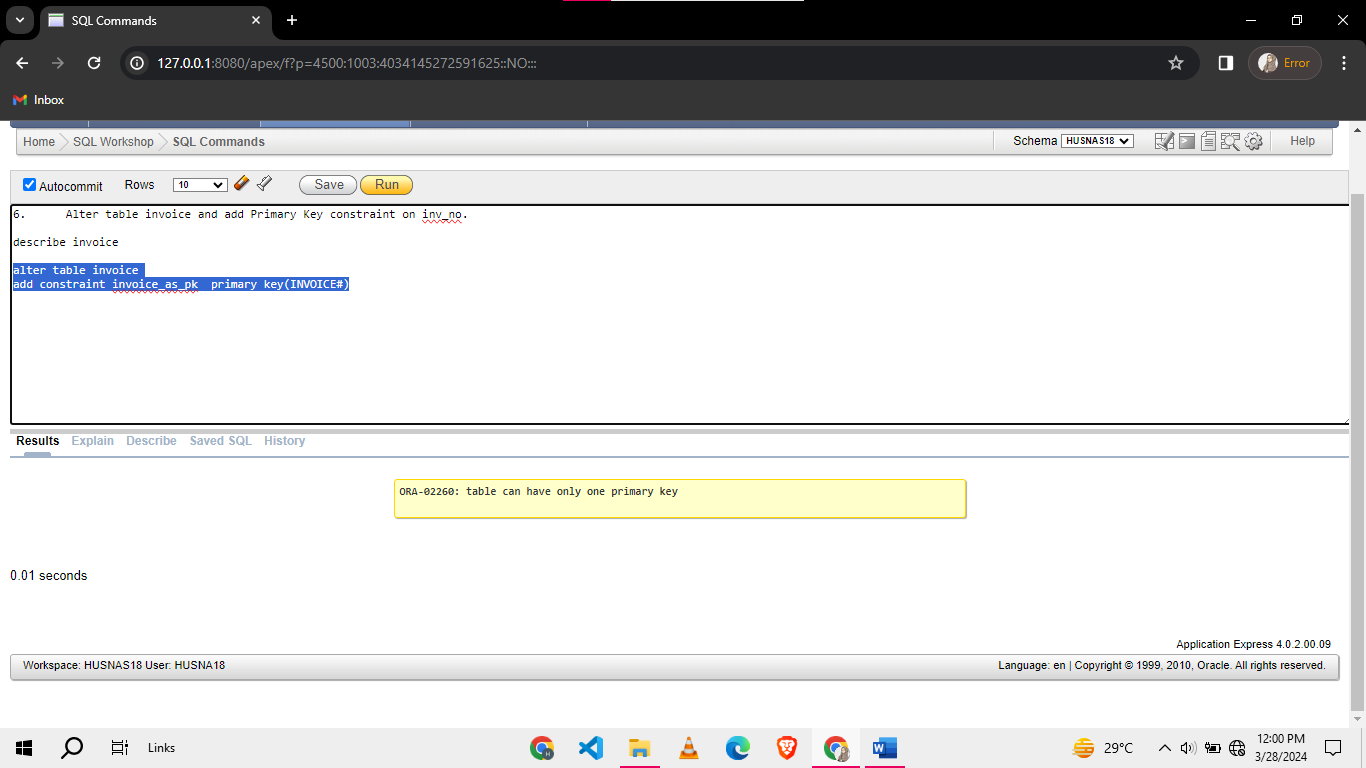 SQL Commands
127.0.0.1:8080/apex/f?p=4500:1003:4034145272591625::NO:::
Error
Inbox
Home SQL Workshop SQL Commands
Schema HUSNAS18 Help
Autocommit Rows 10 Save Run
6. Alter table invoice and add Primary Key constraint on inv_no.
describe invoice
alter table invoice
add constraint invoice_as_pk primary key(INVOICE#)
Results Explain Describe Saved SQL History
ORA-02260: table can have only one primary key
0.01 seconds
Application Express 4.0.2.00.09
Workspace: HUSNAS18 User: HUSNA18
Language: en | Copyright © 1999, 2010, Oracle. All rights reserved.
Links
29°C
12:00 PM
3/28/2024